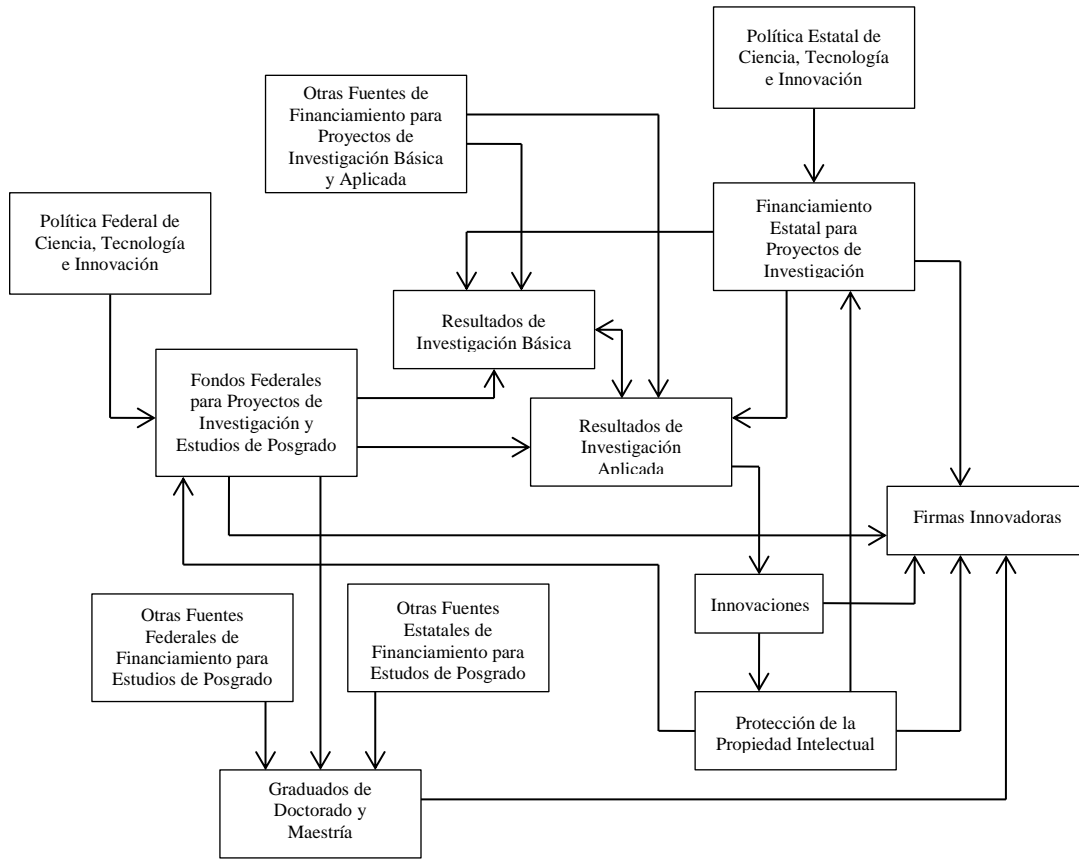 Política Estatal de
Ciencia, Tecnología
e Innovación
Otras Fuentes de
Financiamiento para
Proyectos de
Investigación Básica
y Aplicada
Política Federal de
Ciencia, Tecnología
e Innovación
Financiamiento
Estatal para
Proyectos de
Investigación
Resultados de
Investigación Básica
Fondos Federales
para Proyectos de
Investigación y
Estudios de Posgrado
Resultados de
Investigación
Aplicada
Firmas Innovadoras
Innovaciones
Otras Fuentes
Federales de
Financiamiento para
Estudios de Posgrado
Otras Fuentes
Estatales de
Financiamiento para
Estudos de Posgrado
Protección de la
Propiedad Intelectual
Graduados de
Doctorado y
Maestría